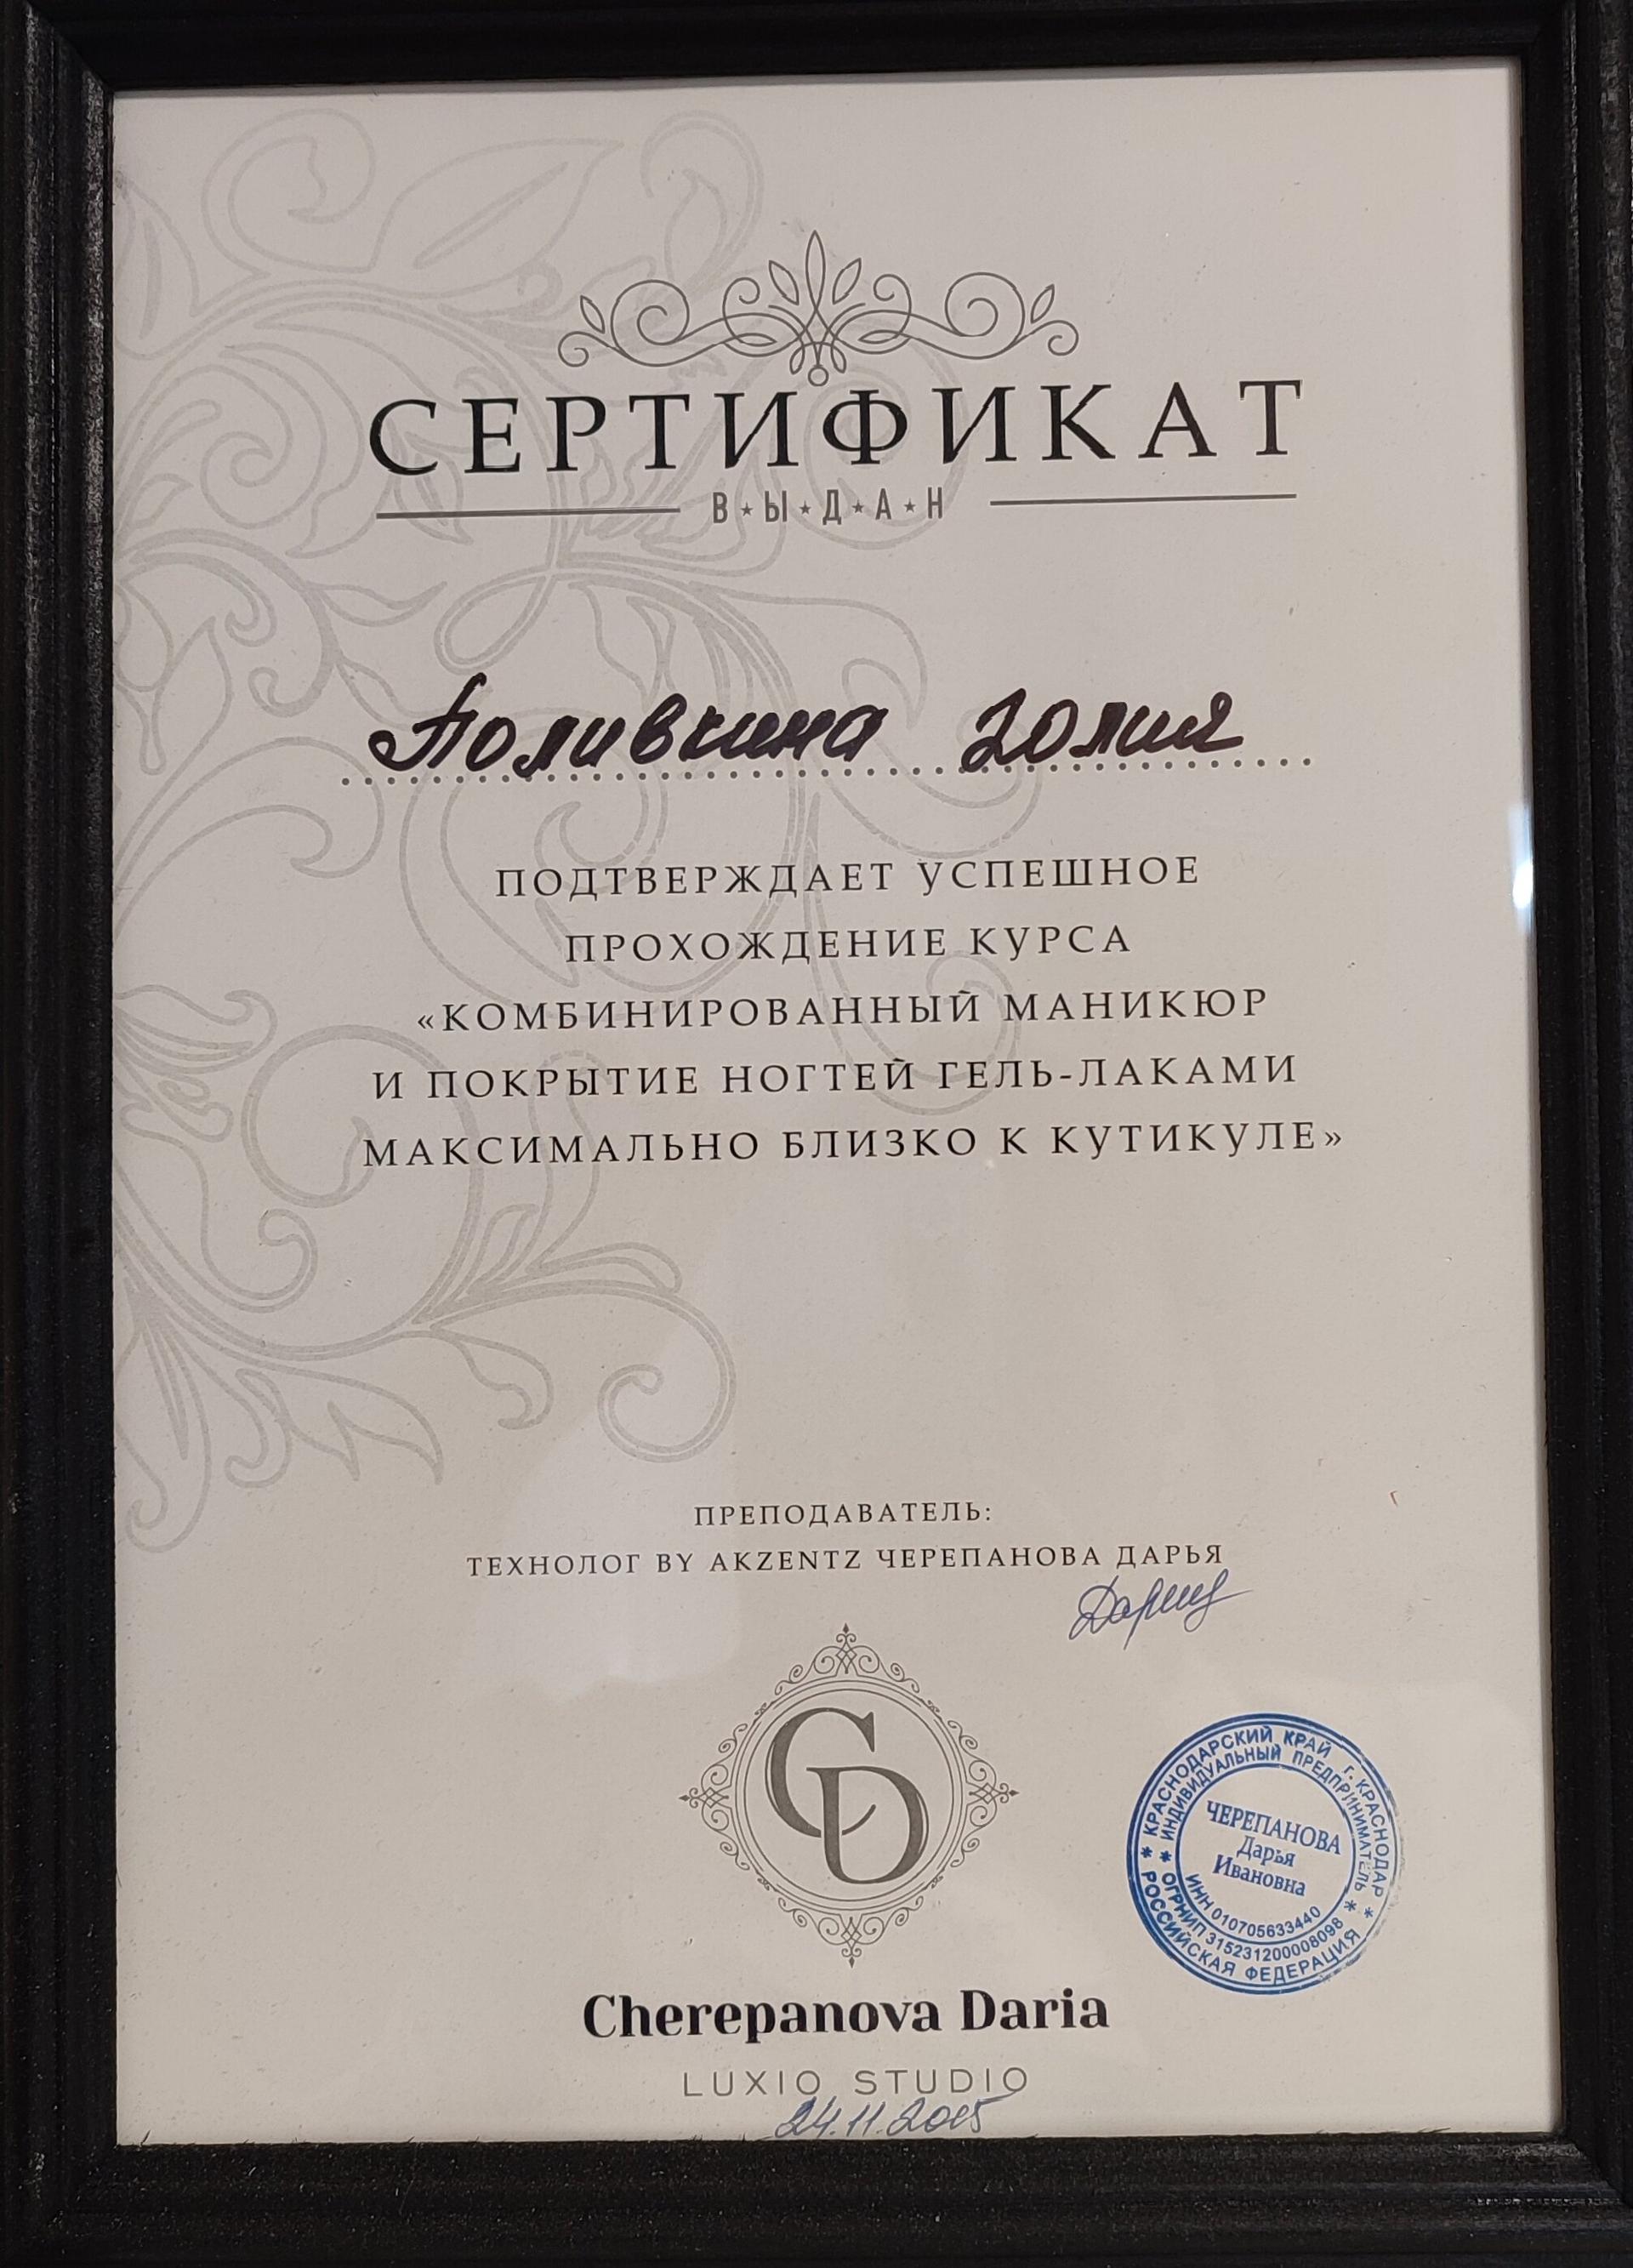 СЕРТИФИКАТ
В★Ы★Д★А★Н
Поливкина Юлия
ПОДТВЕРЖДАЕТ УСПЕШНОЕ
ПРОХОЖДЕНИЕ КУРСА
«КОМБИНИРОВАННЫЙ МАНИКЮР
И ПОКРЫТИЕ НОГТЕЙ ГЕЛЬ-ЛАКАМИ
МАКСИМАЛЬНО БЛИЗКО К КУТИКУЛЕ»
ПРЕПОДАВАТЕЛЬ:
ТЕХНОЛОГ BY AKZENTZ ЧЕРЕПАНОВА ДАРЬЯ
CD
КРАСНОДАРСКИЙ КРАЙ г. КРАСНОДАР * РОССИЙСКАЯ ФЕДЕРАЦИЯ *
ИНДИВИДУАЛЬНЫЙ ПРЕДПРИНИМАТЕЛЬ * ОГРНИП 315231200008098 *
ЧЕРЕПАНОВА
Дарья
Ивановна
ИНН 010705633440
Cherepanova Daria
LUXIO STUDIO
24.11.2015